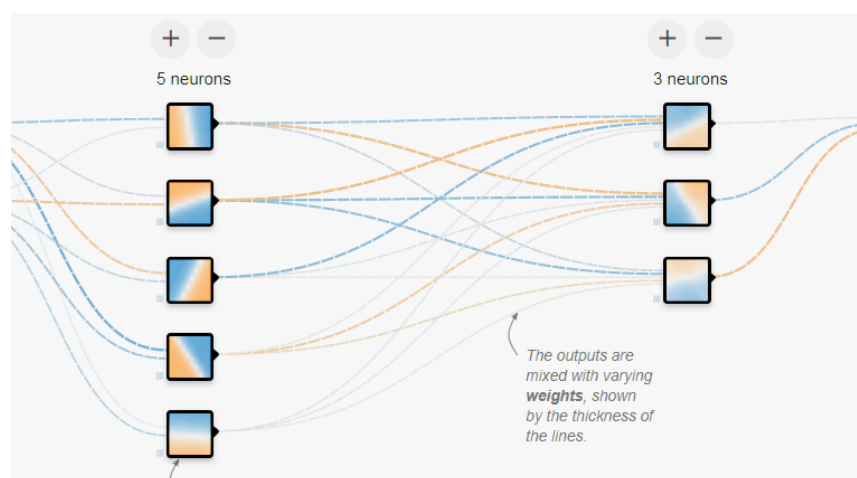 + − + −
5 neurons 3 neurons
The outputs are
mixed with varying
weights, shown
by the thickness of
the lines.